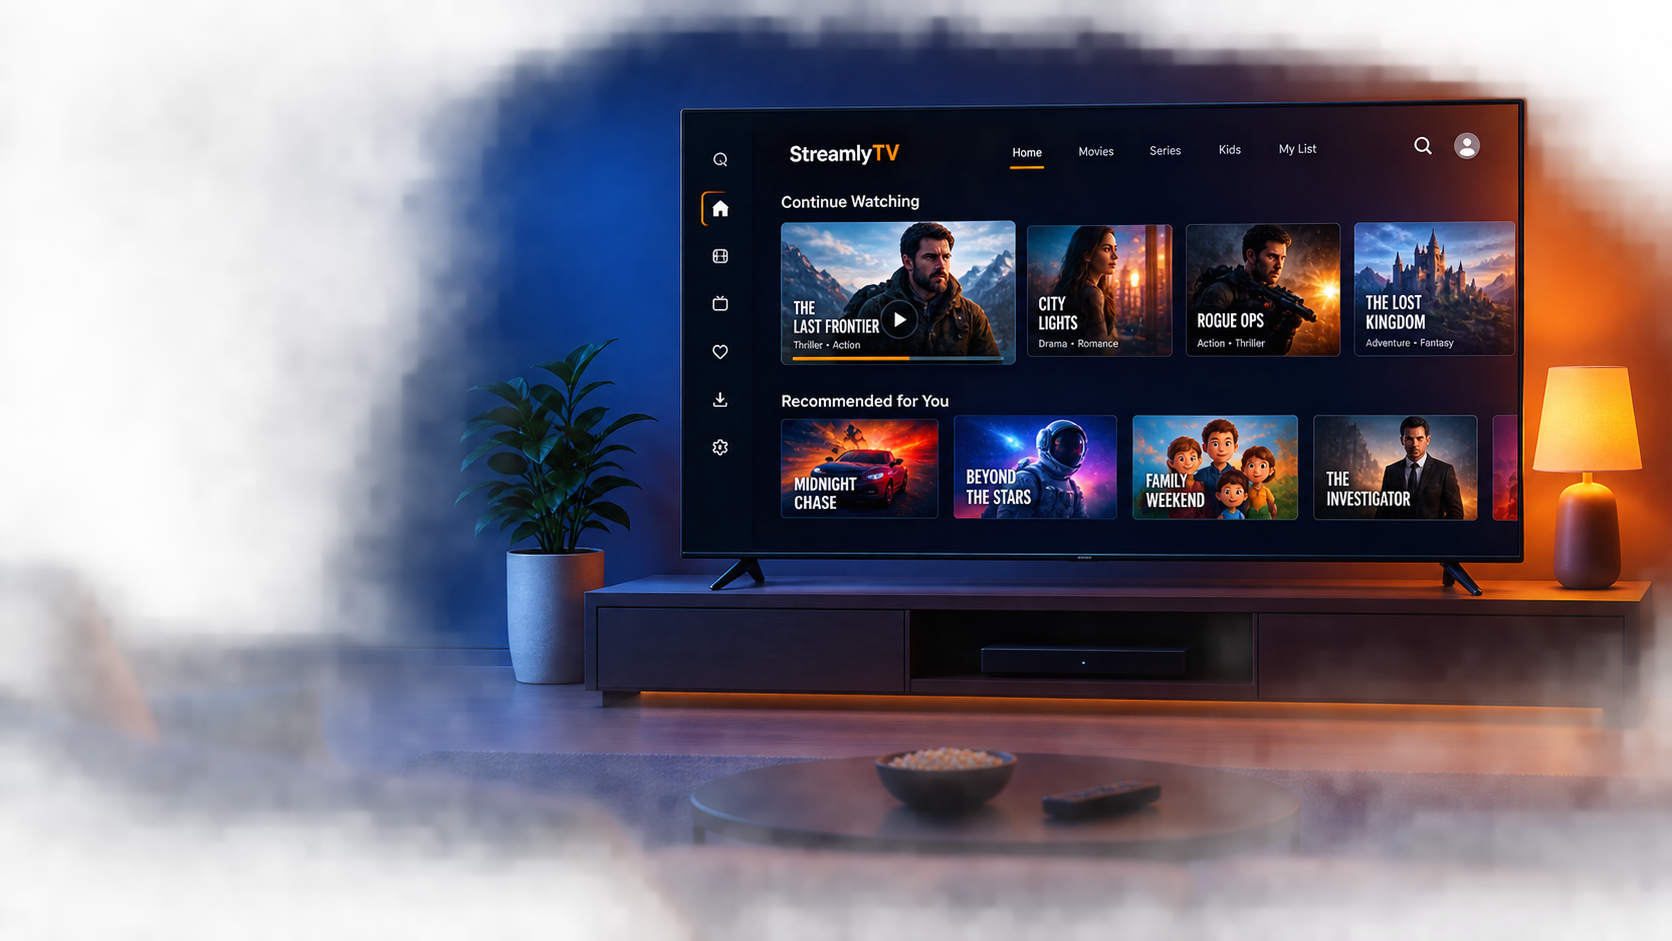 StreamlyTV
Home
Movies
Series
Kids
My List
Continue Watching
THE
LAST FRONTIER
Thriller • Action
CITY
LIGHTS
Drama • Romance
ROGUE OPS
Action • Thriller
THE LOST
KINGDOM
Adventure • Fantasy
Recommended for You
MIDNIGHT
CHASE
BEYOND
THE STARS
FAMILY
WEEKEND
THE
INVESTIGATOR